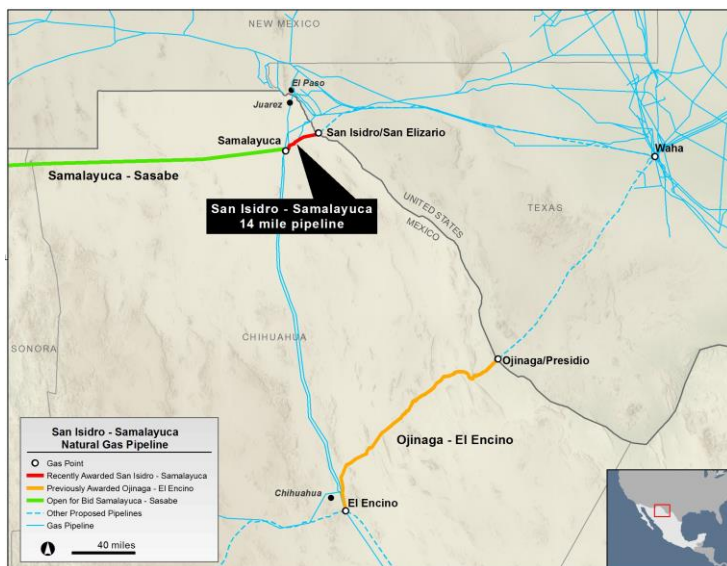 NEW MEXICO
El Paso
Juarez
Samalayuca
San Isidro/San Elizario
Waha
Samalayuca - Sasabe
San Isidro - Samalayuca
14 mile pipeline
UNITED STATES
MEXICO
TEXAS
CHIHUAHUA
SONORA
Ojinaga/Presidio
Ojinaga - El Encino
Chihuahua
El Encino
San Isidro - Samalayuca
Natural Gas Pipeline
Gas Point
Recently Awarded San Isidro - Samalayuca
Previously Awarded Ojinaga - El Encino
Open for Bid Samalayuca - Sasabe
Other Proposed Pipelines
Gas Pipeline
40 miles